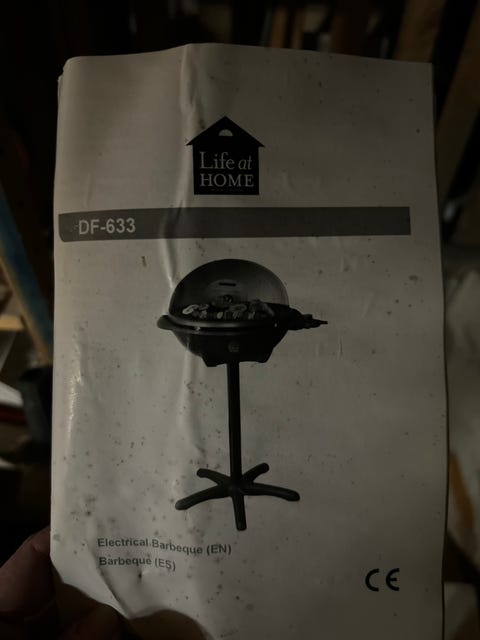 Life at
HOME
DF-633
Electrical Barbeque (EN)
Barbeque (ES)
CE